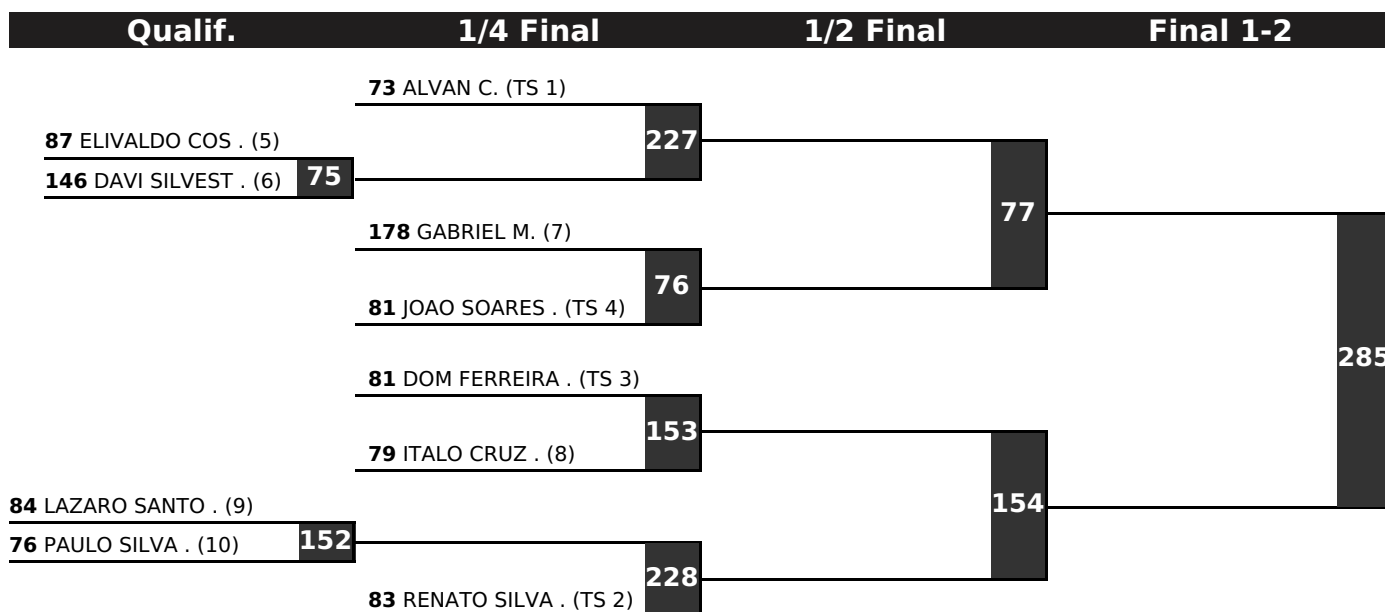 Qualif. 1/4 Final 1/2 Final Final 1-2
73 ALVAN C. (TS 1)
227
87 ELIVALDO COS . (5)
75
146 DAVI SILVEST . (6)
77
178 GABRIEL M. (7)
76
81 JOAO SOARES . (TS 4)
285
81 DOM FERREIRA . (TS 3)
153
79 ITALO CRUZ . (8)
154
84 LAZARO SANTO . (9)
152
76 PAULO SILVA . (10)
228
83 RENATO SILVA . (TS 2)